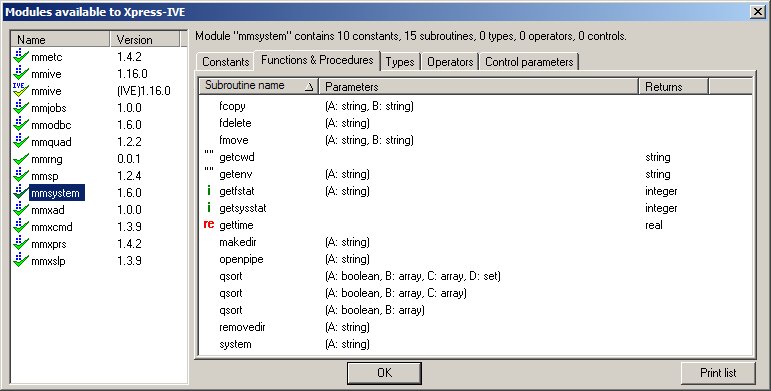 Modules available to Xpress-IVE
Name Version
mmetc 1.4.2
mmive 1.16.0
IVE mmive (IVE)1.16.0
mmjobs 1.0.0
mmodbc 1.6.0
mmquad 1.2.2
mmrng 0.0.1
mmsp 1.2.4
mmsystem 1.6.0
mmxad 1.0.0
mmxcmd 1.3.9
mmxprs 1.4.2
mmxslp 1.3.9
Module "mmsystem" contains 10 constants, 15 subroutines, 0 types, 0 operators, 0 controls.
Constants Functions & Procedures Types Operators Control parameters
Subroutine name Parameters Returns
fcopy (A: string, B: string)
fdelete (A: string)
fmove (A: string, B: string)
"" getcwd string
"" getenv (A: string) string
i getfstat (A: string) integer
i getsysstat integer
re gettime real
makedir (A: string)
openpipe (A: string)
qsort (A: boolean, B: array, C: array, D: set)
qsort (A: boolean, B: array, C: array)
qsort (A: boolean, B: array)
removedir (A: string)
system (A: string)
OK
Print list